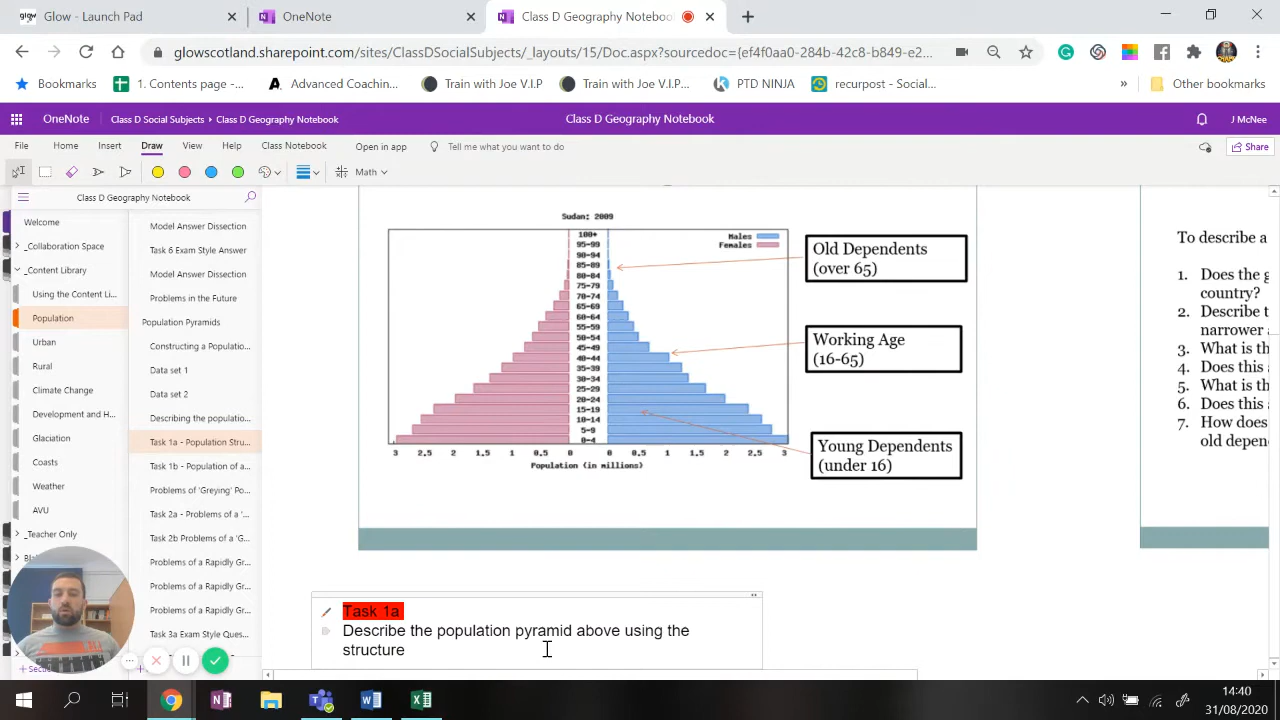 Glow - Launch Pad
OneNote
Class D Geography Noteboo
glowscotland.sharepoint.com/sites/ClassDSocialSubjects/_layouts/15/Doc.aspx?sourcedoc={ef4f0aa0-284b-42c8-b849-e2...
Bookmarks
1. Contents page -...
Advanced Coachin...
Train with Joe V.I.P
Train with Joe V.I.P...
PTD NINJA
recurpost - Social...
Other bookmarks
OneNote
Class D Social Subjects > Class D Geography Notebook
Class D Geography Notebook
J McNee
File
Home
Insert
Draw
View
Help
Class Notebook
Open in app
Tell me what you want to do
Share
Math
Class D Geography Notebook
Welcome
_Collaboration Space
_Content Library
Using the Content Li...
Population
Urban
Rural
Climate Change
Development and H...
Glaciation
Coasts
Weather
AVU
_Teacher Only
Model Answer Dissection
Task 6 Exam Style Answer
Model Answer Dissection
Problems in the Future
Population Pyramids
Constructing a Populatio...
Data set 1
Data set 2
Describing the populatio...
Task 1a - Population Stru...
Task 1b - Population of a...
Problems of 'Greying' Po...
Task 2a - Problems of a '...
Task 2b Problems of a 'G...
Problems of a Rapidly Gr...
Problems of a Rapidly Gr...
Problems of a Rapidly Gr...
Task 3a Exam Style Ques...
Sudan: 2009
Males
Females
100+
95-99
90-94
85-89
80-84
75-79
70-74
65-69
60-64
55-59
50-54
45-49
40-44
35-39
30-34
25-29
20-24
15-19
10-14
5-9
0-4
3 2.5 2 1.5 1 0.5 0 0 0.5 1 1.5 2 2.5 3
Population (in millions)
Old Dependents
(over 65)
Working Age
(16-65)
Young Dependents
(under 16)
To describe a
1. Does the g
country?
2. Describe t
narrower
3. What is th
4. Does this
5. What is th
6. Does this
7. How does
old depen
Task 1a
Describe the population pyramid above using the
structure
14:40
31/08/2020